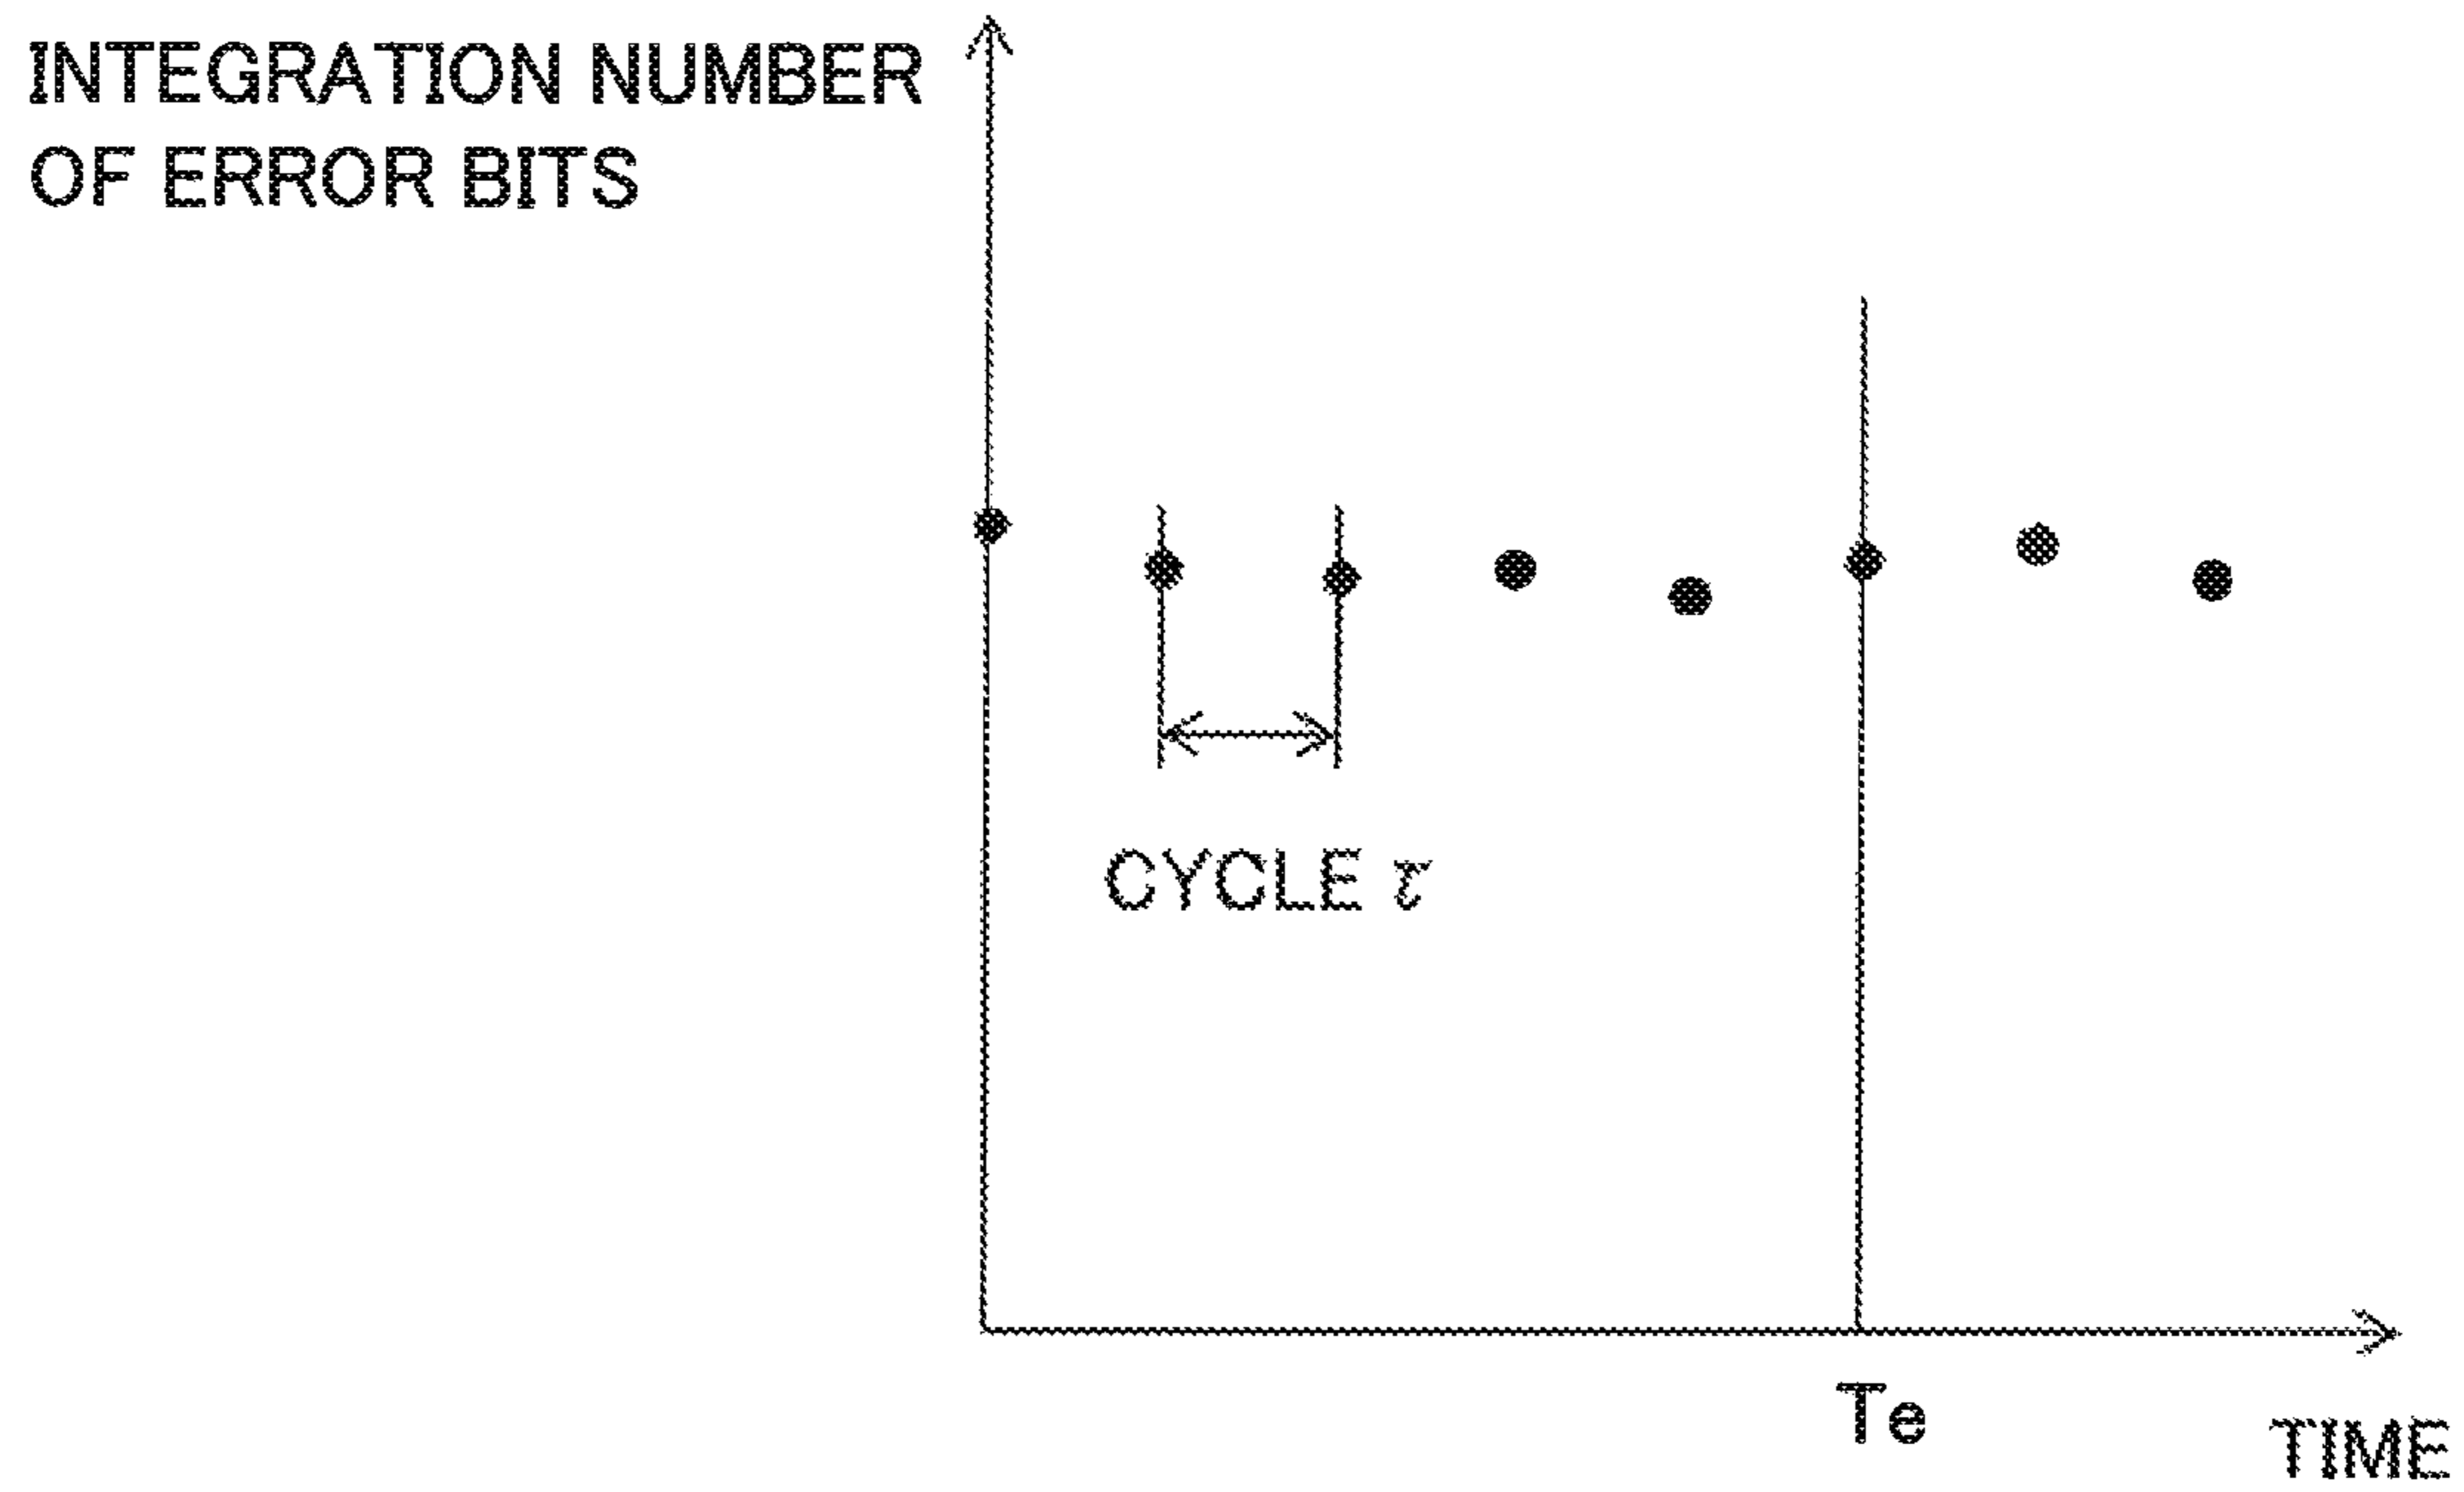 INTEGRATION NUMBER
OF ERROR BITS
CYCLE τ
Te
TIME